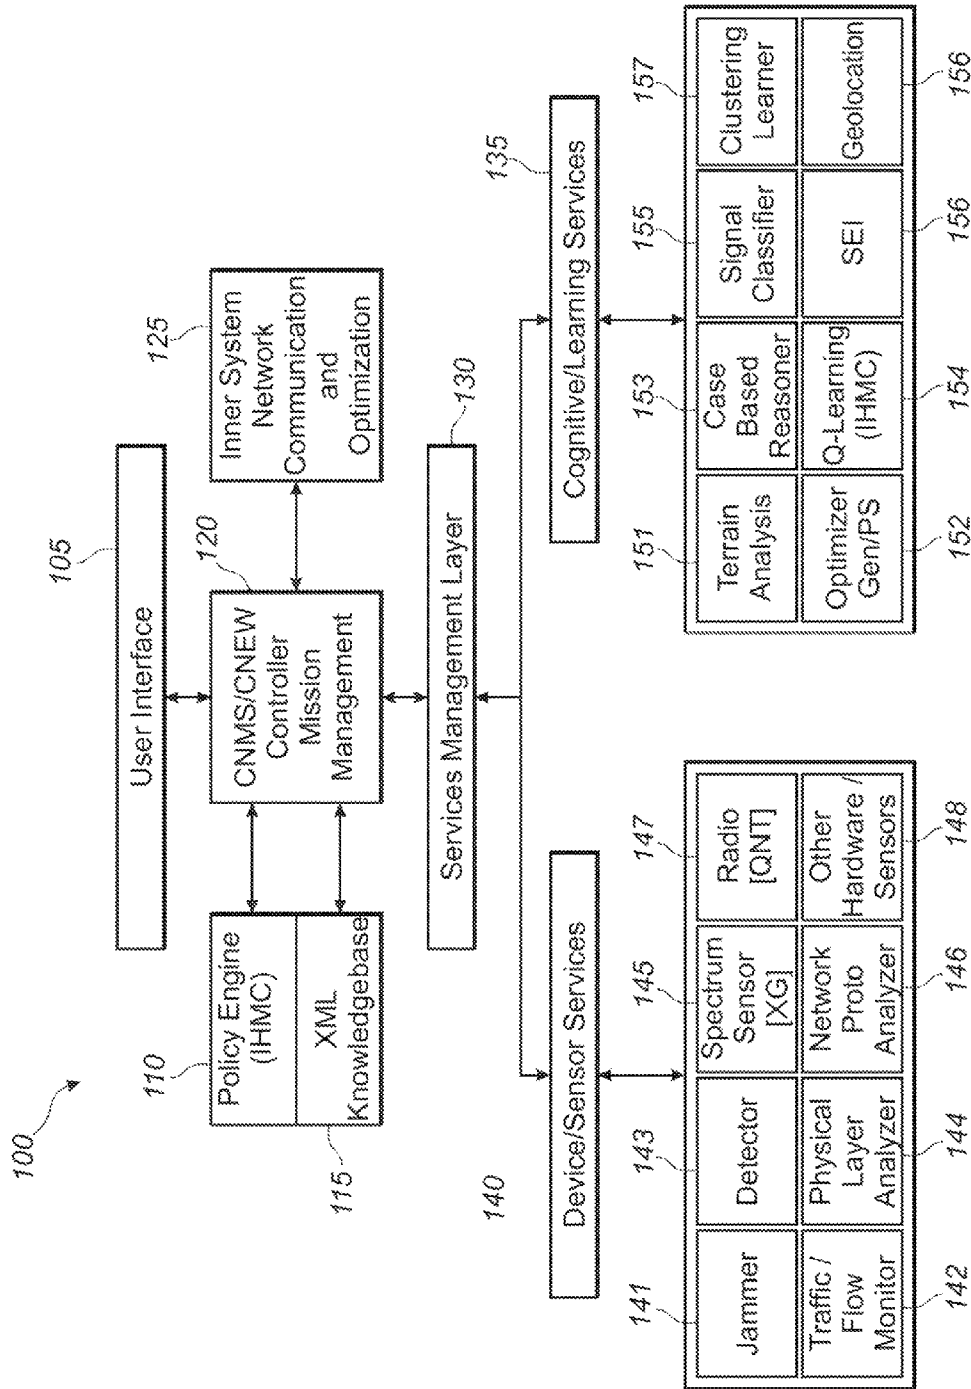 100
User Interface
105
110
Policy Engine
(IHMC)
XML
Knowledgebase
115
CNMS/CNEW
Controller
Mission
Management
120
Inner System
Network
Communication
and
Optimization
125
Services Management Layer
130
140
Device/Sensor Services
Cognitive/Learning Services
135
141
143
145
147
Jammer
Detector
Spectrum
Sensor
[XG]
Radio
[QNT]
Traffic /
Flow
Monitor
Physical
Layer
Analyzer
Network
Proto
Analyzer
Other
Hardware /
Sensors
142
144
146
148
151
153
155
157
Terrain
Analysis
Case
Based
Reasoner
Signal
Classifier
Clustering
Learner
Optimizer
Gen/PS
Q-Learning
(IHMC)
SEI
Geolocation
152
154
156
156